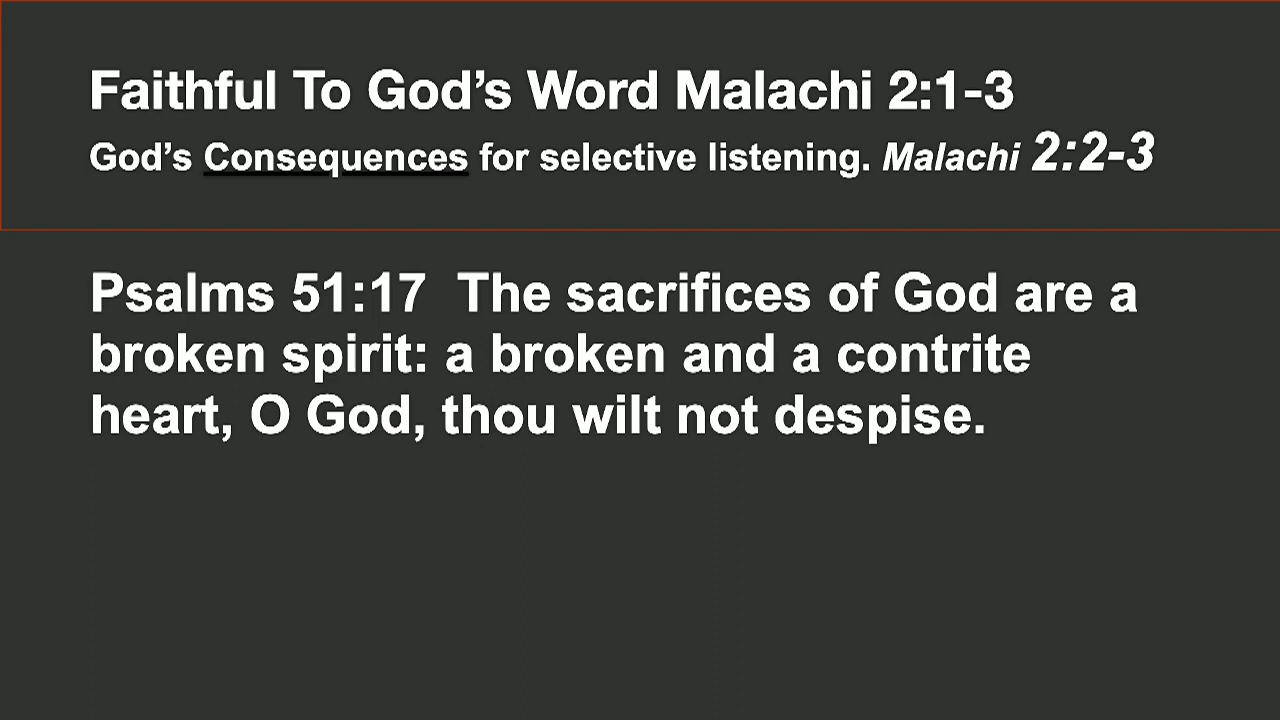 Faithful To God’s Word Malachi 2:1-3
God’s Consequences for selective listening. Malachi 2:2-3
Psalms 51:17  The sacrifices of God are a
broken spirit: a broken and a contrite
heart, O God, thou wilt not despise.